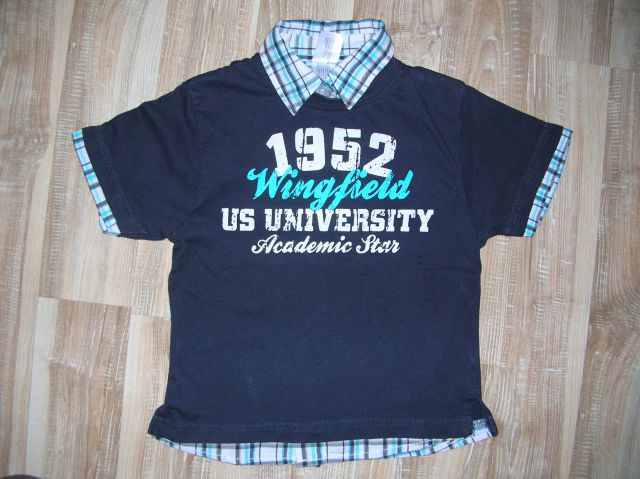 1952
Wingfield
US UNIVERSITY
Academic Star